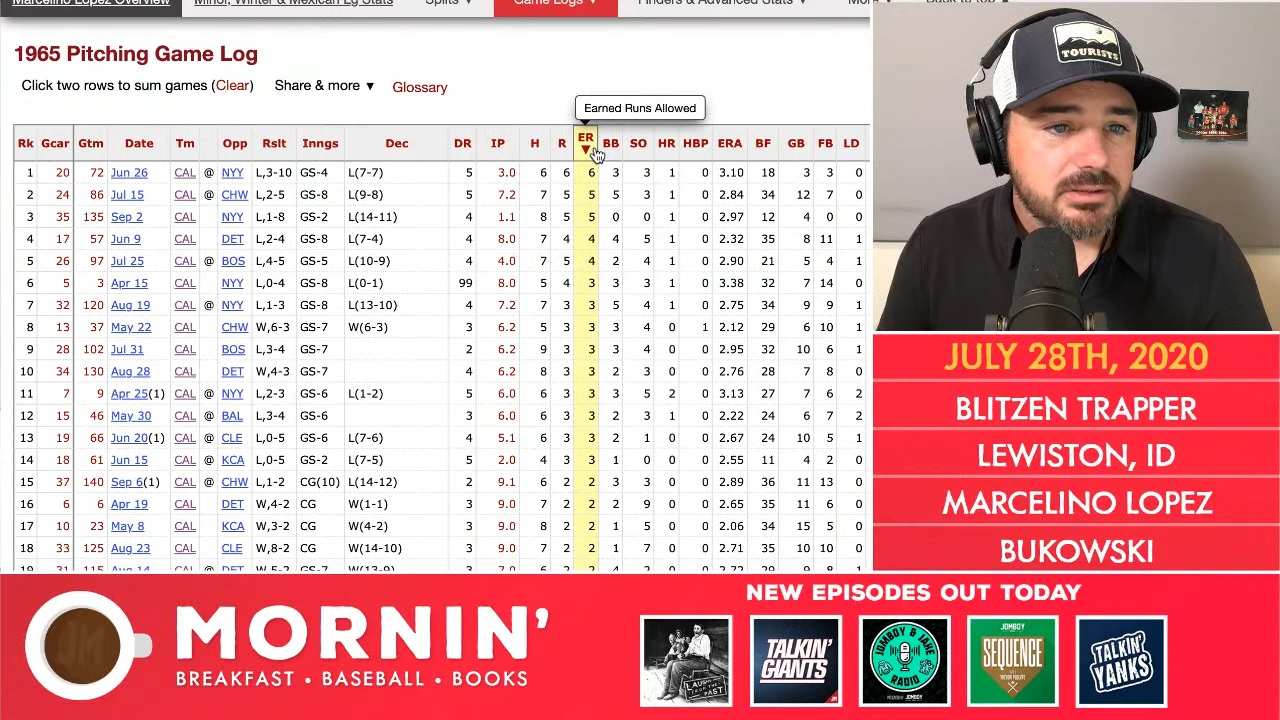 Marcelino Lopez Overview Minor, Winter & Mexican Lg Stats Splits ▼ Game Logs ▼ Finders & Advanced Stats ▼ More ▼ Back to top ▲
1965 Pitching Game Log
Click two rows to sum games (Clear) Share & more ▼ Glossary
Earned Runs Allowed
Rk Gcar Gtm Date Tm Opp Rslt Inngs Dec DR IP H R ER ▼ BB SO HR HBP ERA BF GB FB LD
1 20 72 Jun 26 CAL @ NYY L,3-10 GS-4 L(7-7) 5 3.0 6 6 6 3 3 1 0 3.10 18 3 3 0
2 24 86 Jul 15 CAL @ CHW L,2-5 GS-8 L(9-8) 5 7.2 7 5 5 5 3 1 0 2.84 34 12 7 0
3 35 135 Sep 2 CAL NYY L,1-8 GS-2 L(14-11) 4 1.1 8 5 5 0 0 1 0 2.97 12 4 0 0
4 17 57 Jun 9 CAL DET L,2-4 GS-8 L(7-4) 4 8.0 7 4 4 4 5 1 0 2.32 35 8 11 1
5 26 97 Jul 25 CAL @ BOS L,4-5 GS-5 L(10-9) 4 4.0 7 5 4 2 4 1 0 2.90 21 5 4 1
6 5 3 Apr 15 CAL NYY L,0-4 GS-8 L(0-1) 99 8.0 5 4 3 3 3 1 0 3.38 32 7 14 0
7 32 120 Aug 19 CAL @ NYY L,1-3 GS-8 L(13-10) 4 7.2 7 3 3 5 4 1 0 2.75 34 9 9 1
8 13 37 May 22 CAL CHW W,6-3 GS-7 W(6-3) 3 6.2 5 3 3 3 4 0 1 2.12 29 6 10 1
9 28 102 Jul 31 CAL BOS L,3-4 GS-7 2 6.2 9 3 3 3 4 0 0 2.95 32 10 6 1
10 34 130 Aug 28 CAL DET W,4-3 GS-7 4 6.2 8 3 3 2 3 0 0 2.76 28 7 8 0
11 7 9 Apr 25(1) CAL @ NYY L,2-3 GS-6 L(1-2) 5 6.0 6 3 3 3 3 2 0 3.13 27 7 6 2
12 15 46 May 30 CAL @ BAL L,3-4 GS-6 3 6.0 6 3 3 2 3 1 0 2.22 24 6 7 2
13 19 66 Jun 20(1) CAL @ CLE L,0-5 GS-6 L(7-6) 4 5.1 6 3 3 2 1 0 0 2.67 24 10 5 1
14 18 61 Jun 15 CAL @ KCA L,0-5 GS-3 L(7-5) 5 2.0 4 3 3 1 1 0 0 2.55 11 4 2 0
15 37 140 Sep 6(1) CAL @ CHW L,1-2 CG(10) L(14-12) 2 9.1 6 2 2 3 3 0 0 2.89 36 11 13 0
16 6 6 Apr 19 CAL DET W,4-2 CG W(1-1) 3 9.0 7 2 2 2 9 0 0 2.65 35 11 6 0
17 10 23 May 8 CAL KCA W,3-2 CG W(4-2) 3 9.0 8 2 2 1 5 0 0 2.06 34 15 5 0
18 33 125 Aug 23 CAL CLE W,8-2 CG W(14-10) 3 9.0 7 2 2 1 7 0 0 2.71 35 10 10 0
TOURISTS
JULY 28TH, 2020
BLITZEN TRAPPER
LEWISTON, ID
MARCELINO LOPEZ
BUKOWSKI
JM
MORNIN'
BREAKFAST • BASEBALL • BOOKS
NEW EPISODES OUT TODAY
TALKIN' GIANTS
JOMBOY & JAKE RADIO
JOMBOY
SEQUENCE
TALKIN' YANKS